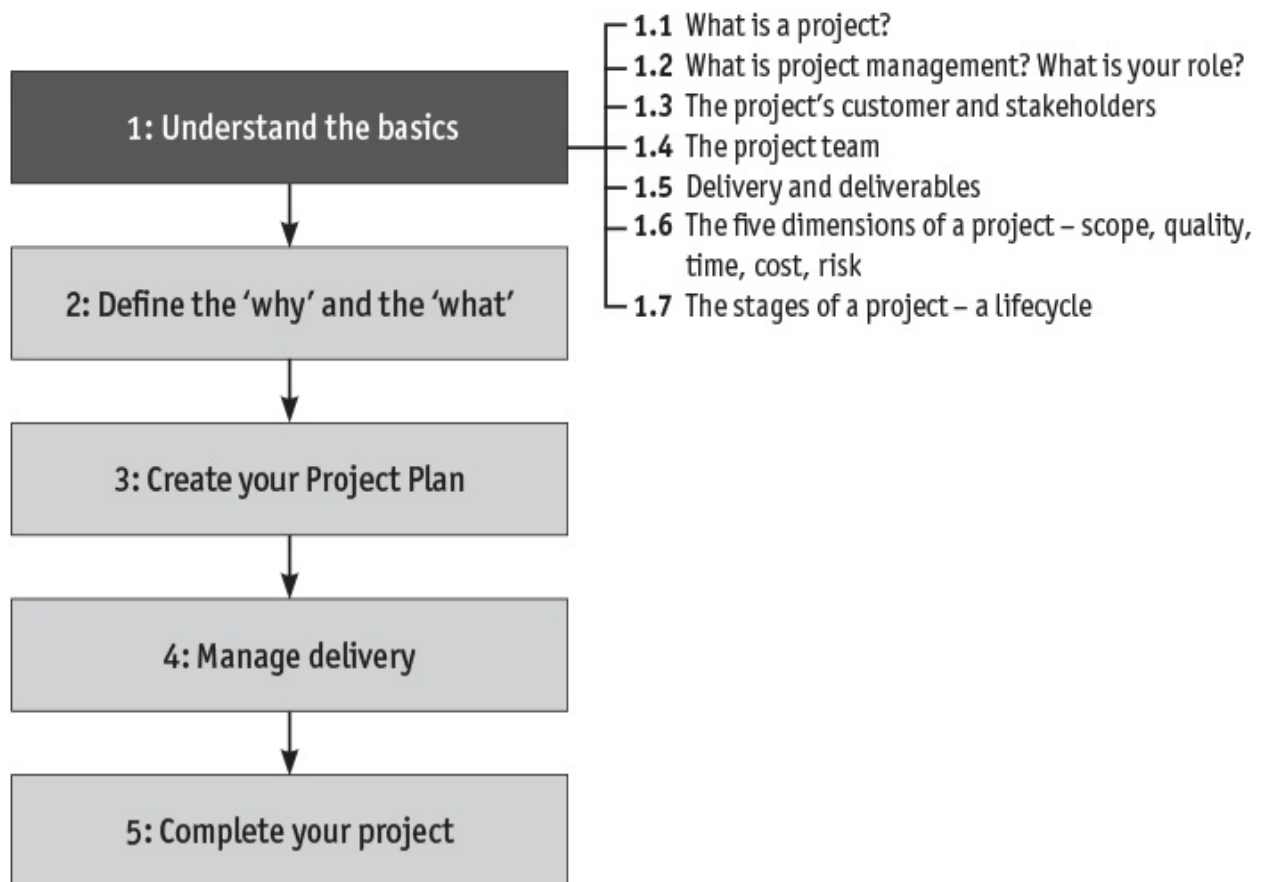 1: Understand the basics
1.1 What is a project?
1.2 What is project management? What is your role?
1.3 The project’s customer and stakeholders
1.4 The project team
1.5 Delivery and deliverables
1.6 The five dimensions of a project – scope, quality,
time, cost, risk
1.7 The stages of a project – a lifecycle
2: Define the ‘why’ and the ‘what’
3: Create your Project Plan
4: Manage delivery
5: Complete your project